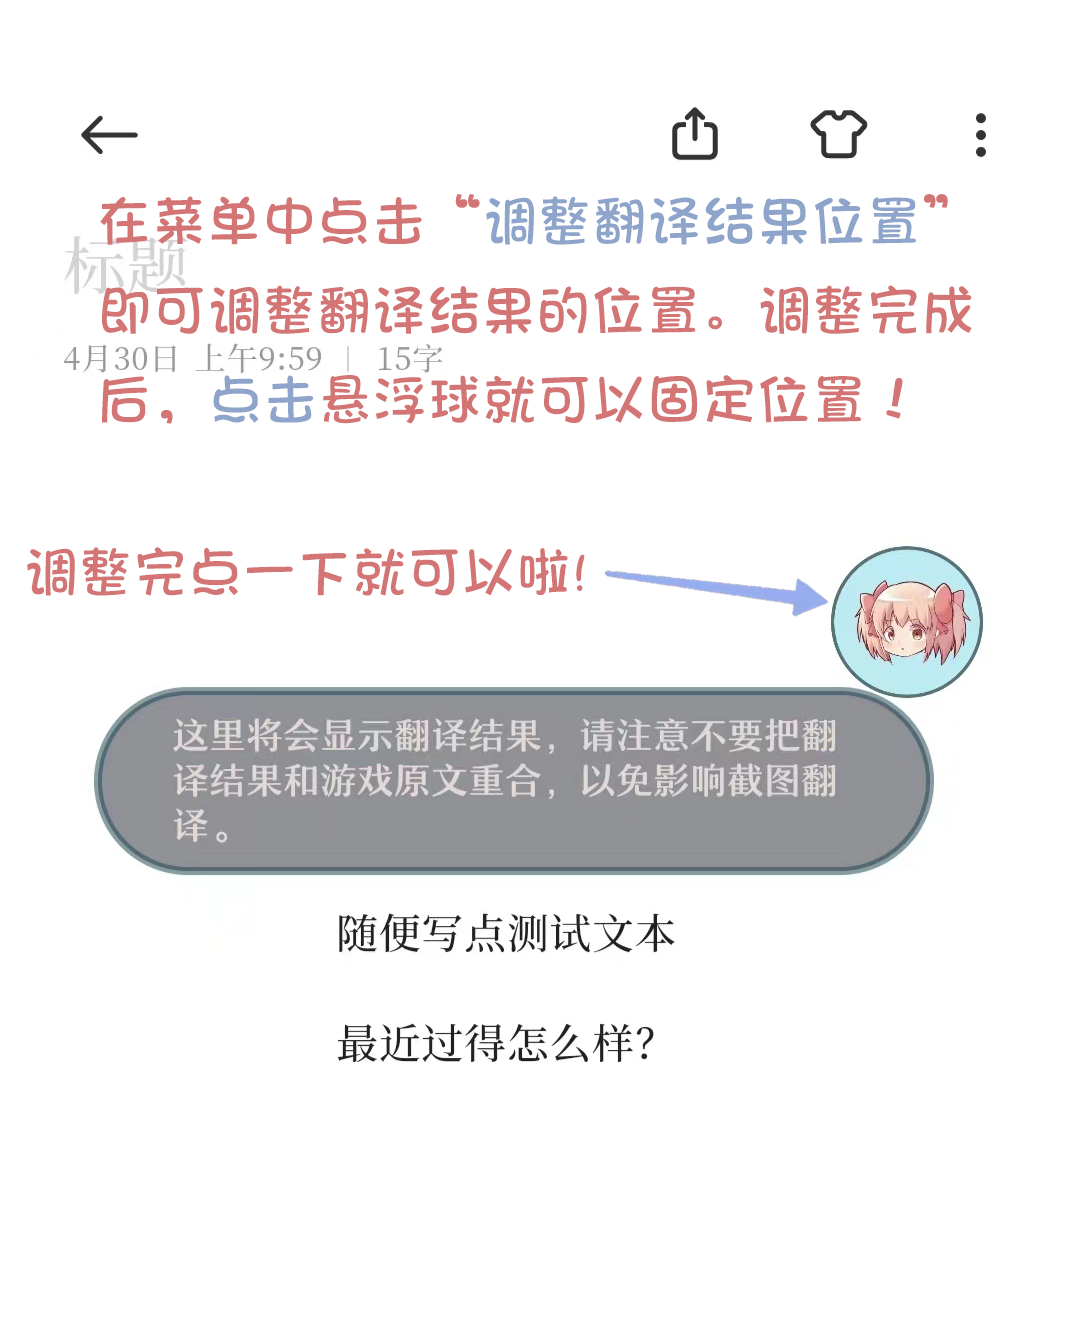 在菜单中点击“调整翻译结果位置”
标题
即可调整翻译结果的位置。调整完成
4月30日 上午9:59 | 15字
后，点击悬浮球就可以固定位置！
调整完点一下就可以啦!
这里将会显示翻译结果，请注意不要把翻
译结果和游戏原文重合，以免影响截图翻
译。
随便写点测试文本
最近过得怎么样？